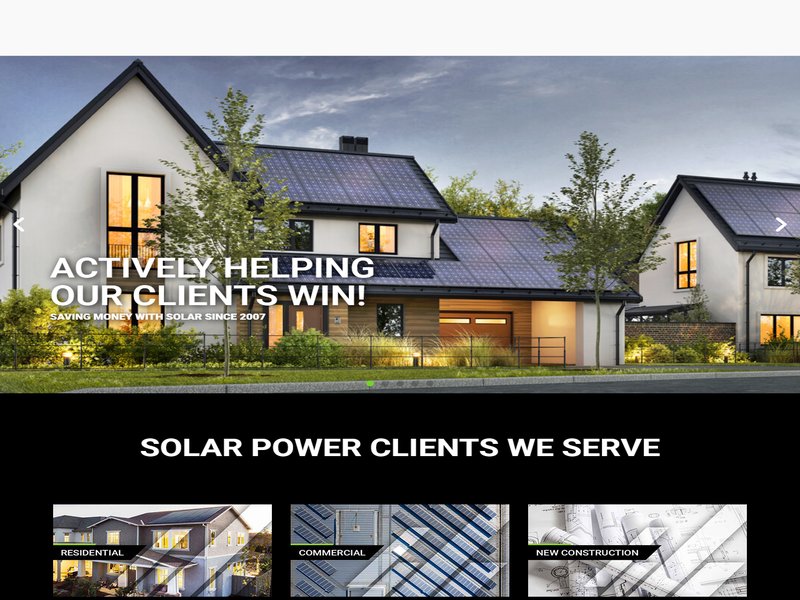 ACTIVELY HELPING
OUR CLIENTS WIN!
SAVING MONEY WITH SOLAR SINCE 2007
SOLAR POWER CLIENTS WE SERVE
RESIDENTIAL
COMMERCIAL
NEW CONSTRUCTION